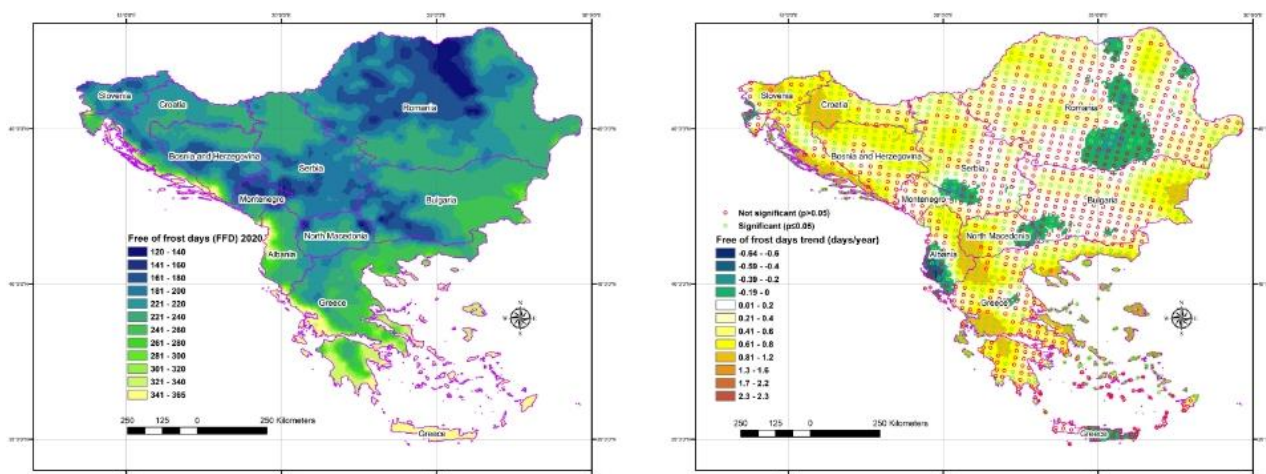 Slovenia
Croatia
Romania
Bosnia and Herzegovina
Serbia
Montenegro
Bulgaria
North Macedonia
Albania
Greece
Greece
Free of frost days (FFD) 2020
120 - 140
141 - 160
161 - 180
181 - 200
221 - 220
221 - 240
241 - 260
261 - 280
281 - 300
301 - 320
321 - 340
341 - 365
250 125 0 250 Kilometers
Slovenia
Croatia
Romania
Bosnia and Herzegovina
Serbia
Montenegro
Bulgaria
North Macedonia
Albania
Greece
Greece
Not significant (p>0.05)
Significant (p≤0.05)
Free of frost days trend (days/year)
-0.64 - -0.6
-0.59 - -0.4
-0.39 - -0.2
-0.19 - 0
0.01 - 0.2
0.21 - 0.4
0.41 - 0.6
0.61 - 0.8
0.81 - 1.2
1.3 - 1.6
1.7 - 2.2
2.3 - 2.3
250 125 0 250 Kilometers